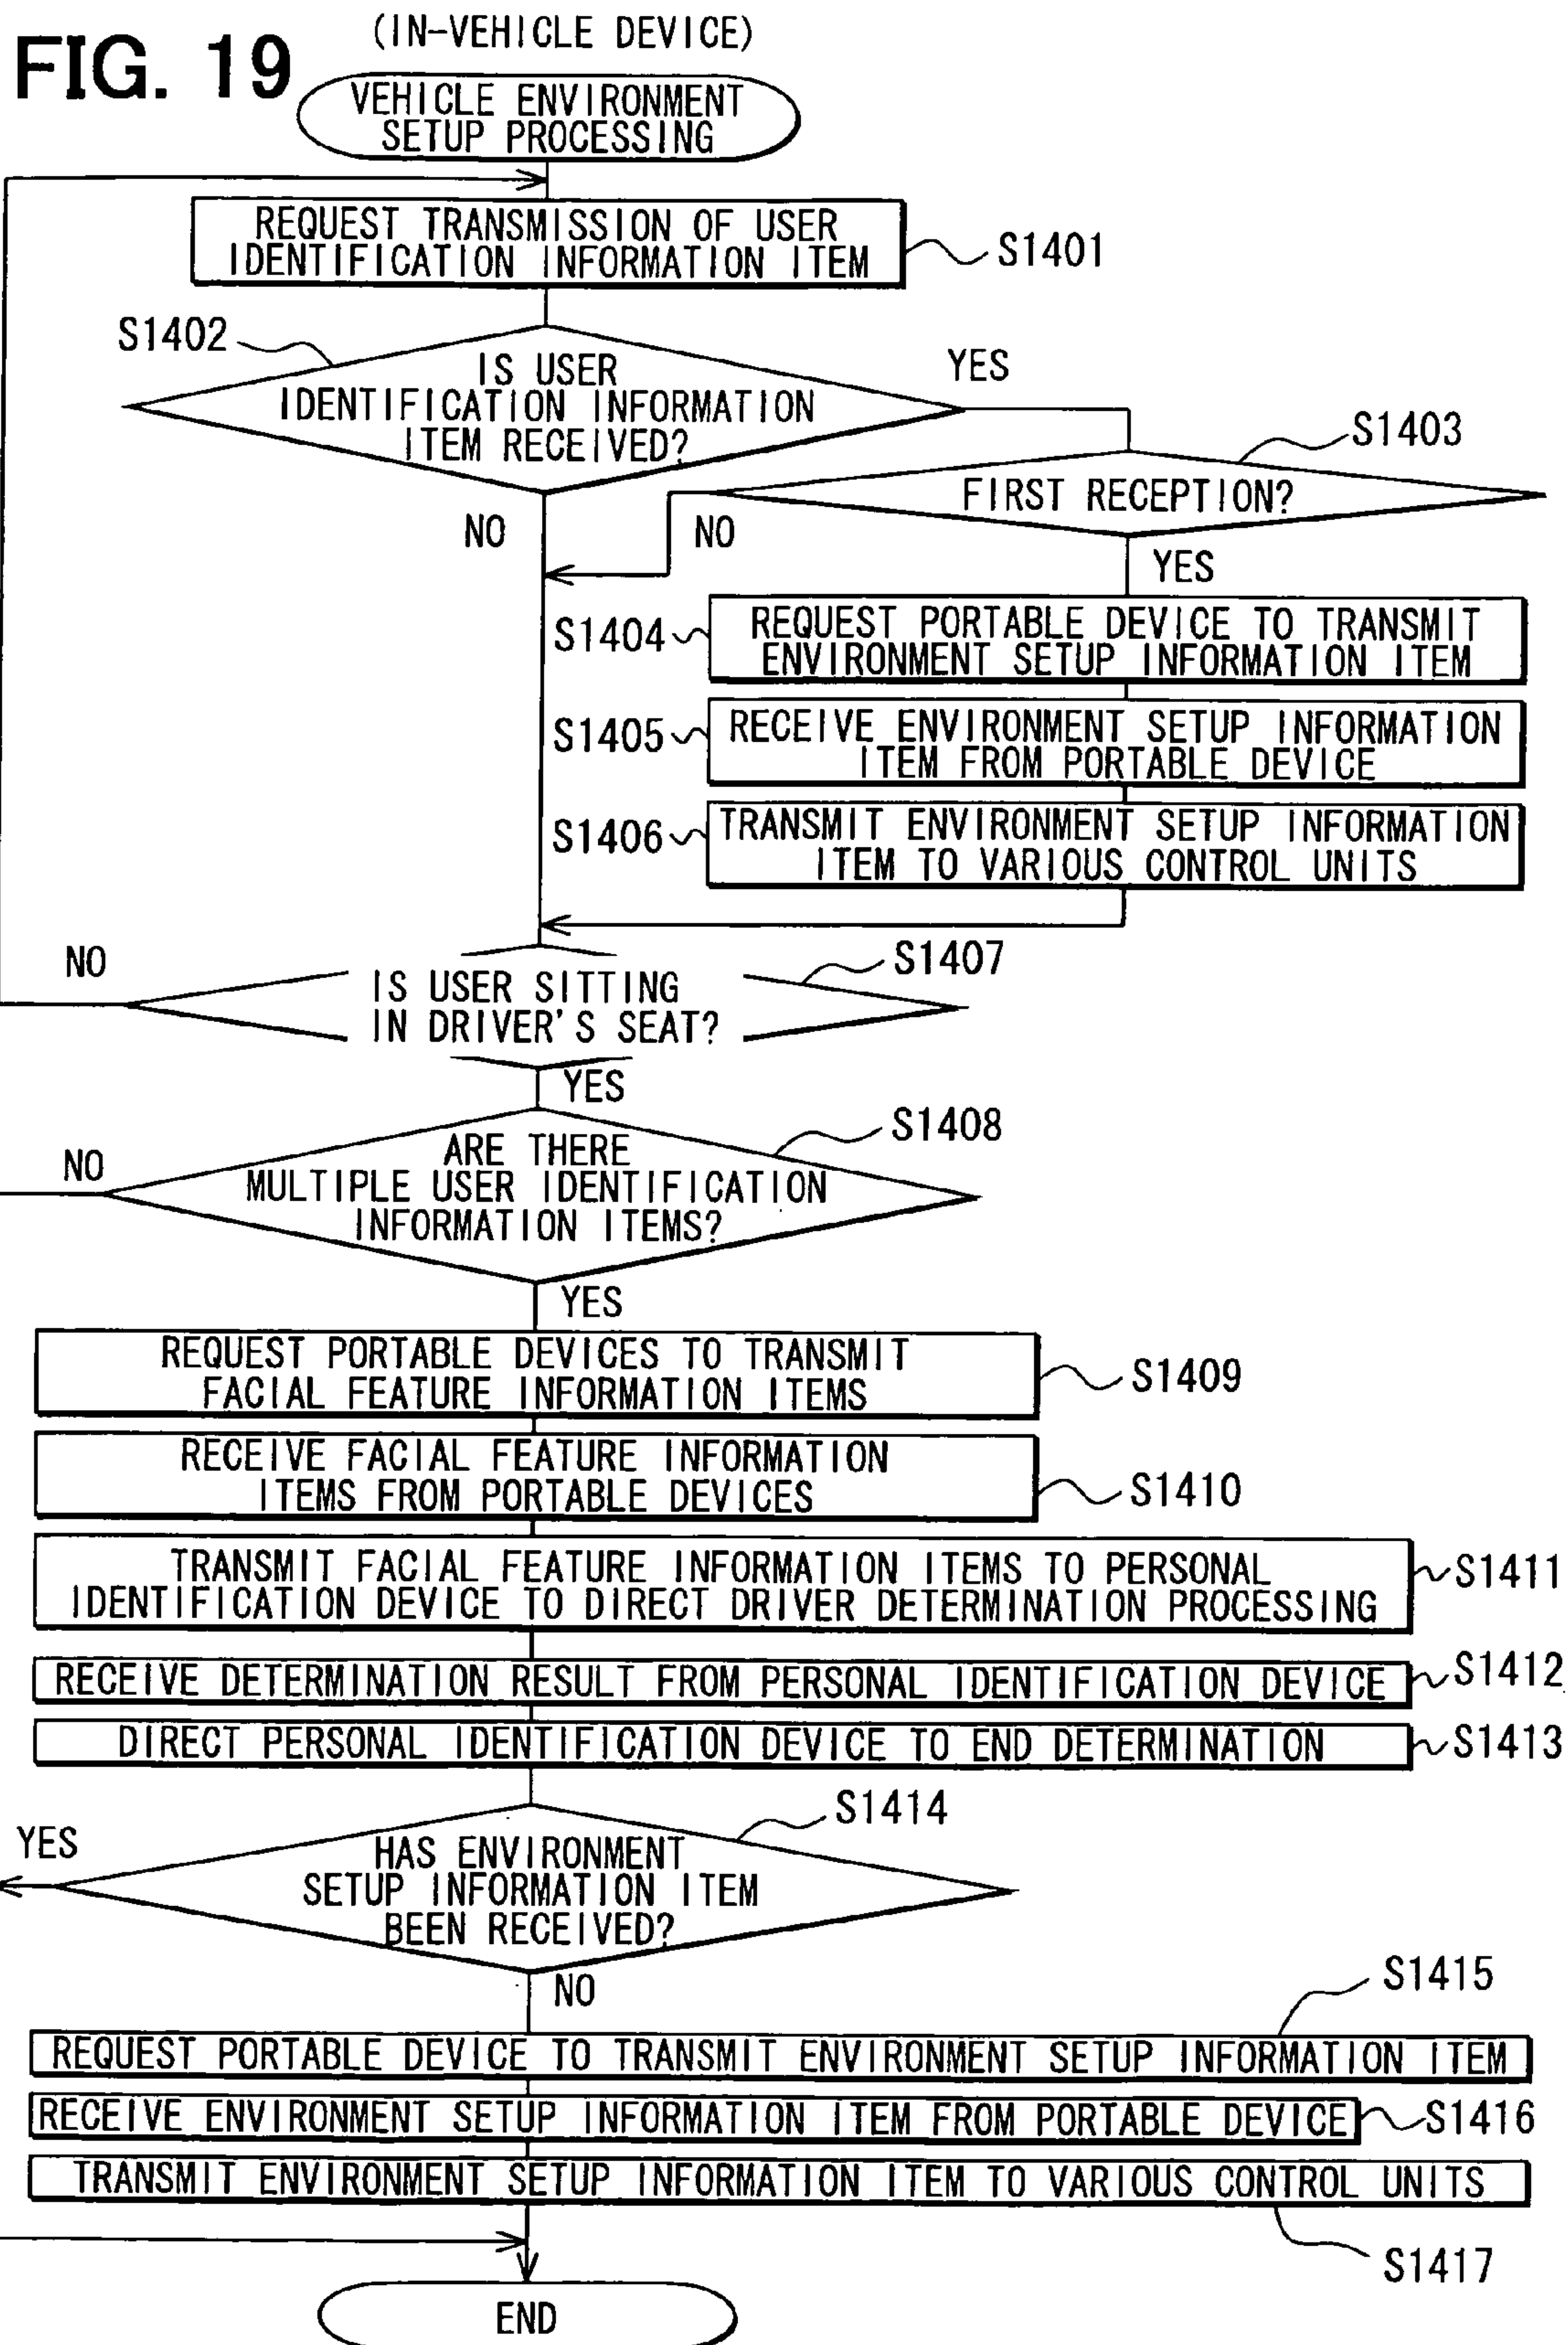 FIG. 19
(IN-VEHICLE DEVICE)
VEHICLE ENVIRONMENT
SETUP PROCESSING
REQUEST TRANSMISSION OF USER
IDENTIFICATION INFORMATION ITEM
S1401
S1402
IS USER
IDENTIFICATION INFORMATION
ITEM RECEIVED?
YES
NO
S1403
FIRST RECEPTION?
NO
YES
S1404
REQUEST PORTABLE DEVICE TO TRANSMIT
ENVIRONMENT SETUP INFORMATION ITEM
S1405
RECEIVE ENVIRONMENT SETUP INFORMATION
ITEM FROM PORTABLE DEVICE
S1406
TRANSMIT ENVIRONMENT SETUP INFORMATION
ITEM TO VARIOUS CONTROL UNITS
NO
S1407
IS USER SITTING
IN DRIVER'S SEAT?
YES
S1408
NO
ARE THERE
MULTIPLE USER IDENTIFICATION
INFORMATION ITEMS?
YES
REQUEST PORTABLE DEVICES TO TRANSMIT
FACIAL FEATURE INFORMATION ITEMS
S1409
RECEIVE FACIAL FEATURE INFORMATION
ITEMS FROM PORTABLE DEVICES
S1410
TRANSMIT FACIAL FEATURE INFORMATION ITEMS TO PERSONAL
IDENTIFICATION DEVICE TO DIRECT DRIVER DETERMINATION PROCESSING
S1411
RECEIVE DETERMINATION RESULT FROM PERSONAL IDENTIFICATION DEVICE
S1412
DIRECT PERSONAL IDENTIFICATION DEVICE TO END DETERMINATION
S1413
S1414
YES
HAS ENVIRONMENT
SETUP INFORMATION ITEM
BEEN RECEIVED?
NO
S1415
REQUEST PORTABLE DEVICE TO TRANSMIT ENVIRONMENT SETUP INFORMATION ITEM
RECEIVE ENVIRONMENT SETUP INFORMATION ITEM FROM PORTABLE DEVICE
S1416
TRANSMIT ENVIRONMENT SETUP INFORMATION ITEM TO VARIOUS CONTROL UNITS
S1417
END